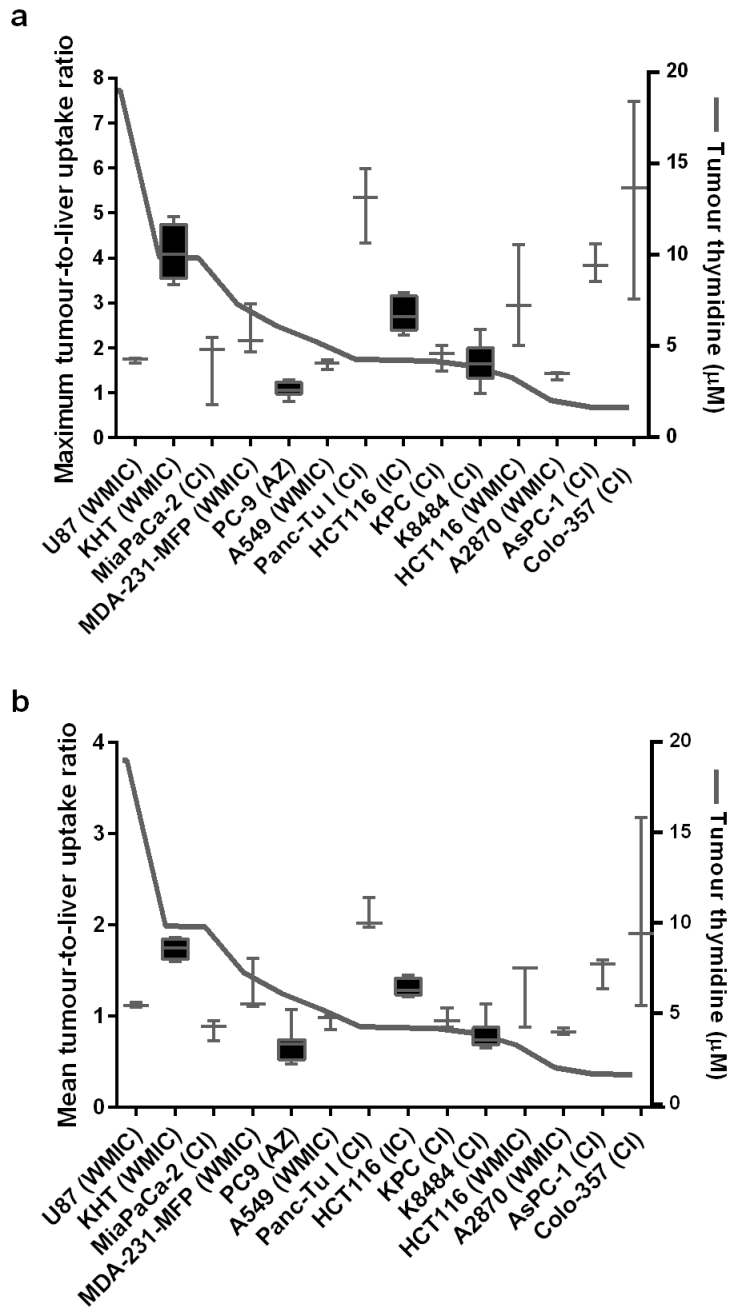 a
Maximum tumour-to-liver uptake ratio
8
7
6
5
4
3
2
1
0
20
15
10
5
0
Tumour thymidine (µM)
U87 (WMIC)
KHT (WMIC)
MiaPaCa-2 (CI)
MDA-231-MFP (WMIC)
PC-9 (AZ)
A549 (WMIC)
Panc-Tu I (CI)
HCT116 (IC)
KPC (CI)
K8484 (CI)
HCT116 (WMIC)
A2870 (WMIC)
AsPC-1 (CI)
Colo-357 (CI)
b
Mean tumour-to-liver uptake ratio
4
3
2
1
0
20
15
10
5
0
Tumour thymidine (µM)
U87 (WMIC)
KHT (WMIC)
MiaPaCa-2 (CI)
MDA-231-MFP (WMIC)
PC9 (AZ)
A549 (WMIC)
Panc-Tu I (CI)
HCT116 (IC)
KPC (CI)
K8484 (CI)
HCT116 (WMIC)
A2870 (WMIC)
AsPC-1 (CI)
Colo-357 (CI)